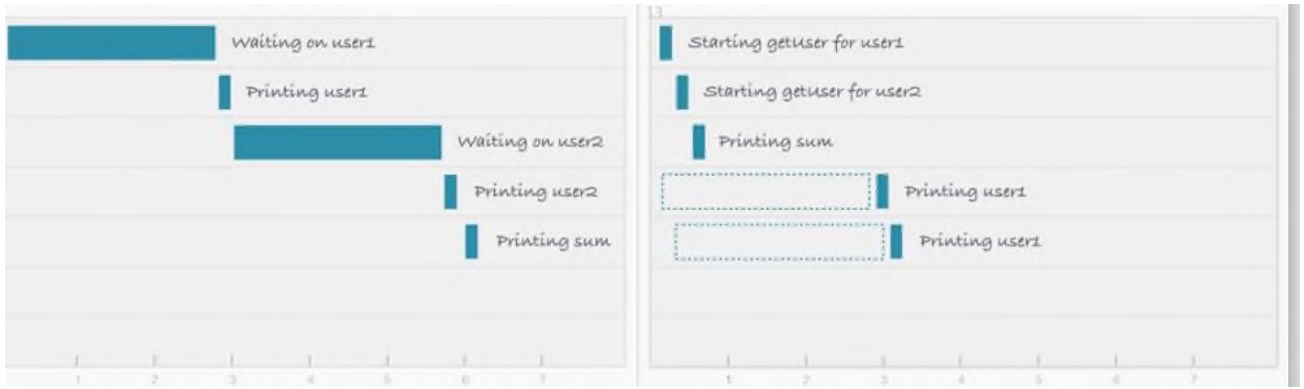 Waiting on user1
Printing user1
Waiting on user2
Printing user2
Printing sum
1 2 3 4 5 6 7
13
Starting getUser for user1
Starting getUser for user2
Printing sum
Printing user1
Printing user1
1 2 3 4 5 6 7